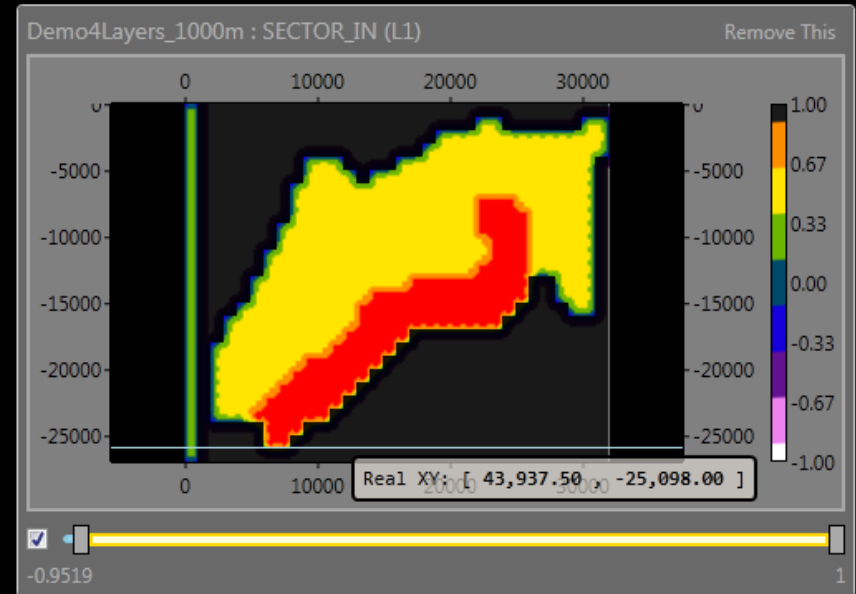 Demo4Layers_1000m : SECTOR_IN (L1) Remove This
0 10000 20000 30000
0 0 1.00
-5000 -5000 0.67
-10000 -10000 0.33
-15000 -15000 0.00
-20000 -20000 -0.33
-25000 -25000 -0.67
-1.00
0 10000 20000 30000
Real XY: [ 43,937.50 , -25,098.00 ]
-0.9519 1